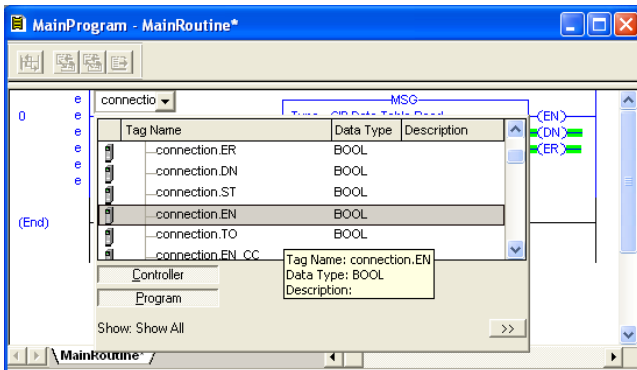 MainProgram - MainRoutine*
connectio
MSG
0
e
e
e
e
e
e
(EN)
(DN)
(ER)
Tag Name Data Type Description
connection.ER BOOL
connection.DN BOOL
connection.ST BOOL
connection.EN BOOL
connection.TO BOOL
connection.EN_CC
(End)
Tag Name: connection.EN
Data Type: BOOL
Description:
Controller
Program
Show: Show All
>>
MainRoutine*